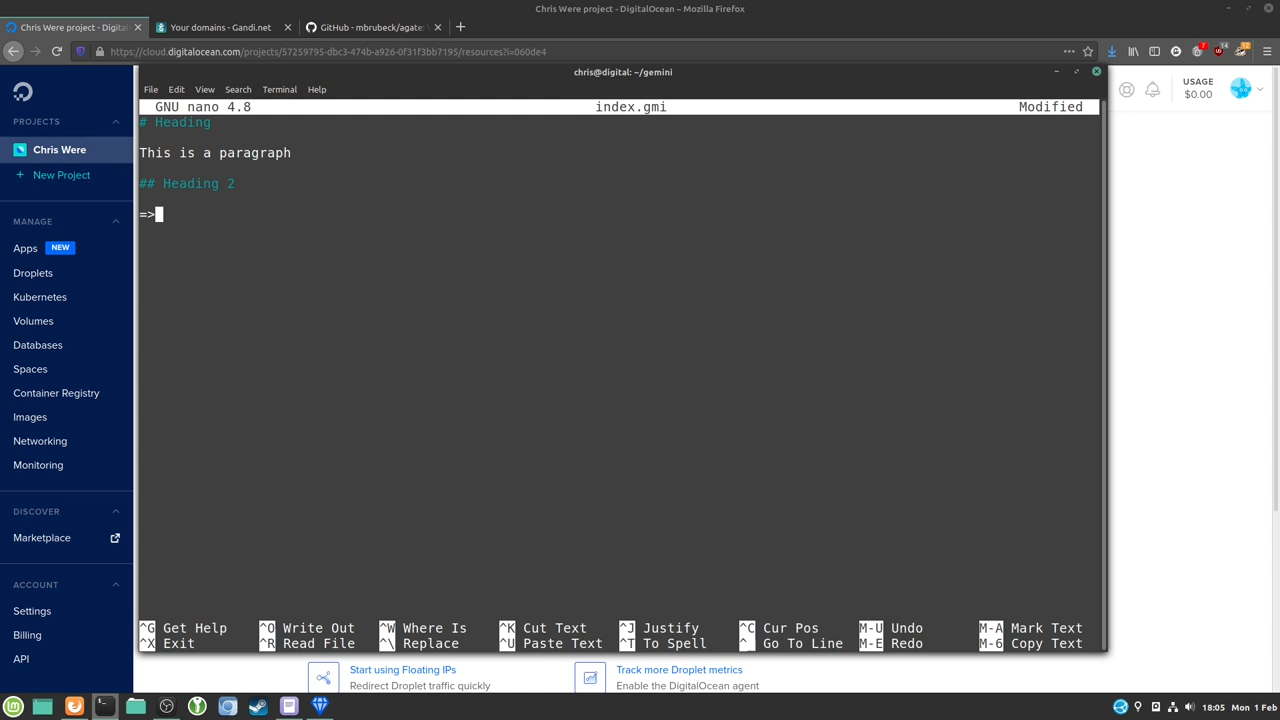 Chris Were project - DigitalOcean – Mozilla Firefox
Chris Were project - Digital
Your domains - Gandi.net
GitHub - mbrubeck/agate:
https://cloud.digitalocean.com/projects/57259795-dbc3-474b-a926-0f31f3bb7195/resources?i=060de4
7
14
12
chris@digital: ~/gemini
File Edit View Search Terminal Help
USAGE
$0.00
GNU nano 4.8 index.gmi Modified
# Heading
This is a paragraph
## Heading 2
=>
PROJECTS
Chris Were
+ New Project
MANAGE
Apps NEW
Droplets
Kubernetes
Volumes
Databases
Spaces
Container Registry
Images
Networking
Monitoring
DISCOVER
Marketplace
ACCOUNT
Settings
Billing
API
^G Get Help ^O Write Out ^W Where Is ^K Cut Text ^J Justify ^C Cur Pos M-U Undo M-A Mark Text
^X Exit ^R Read File ^\ Replace ^U Paste Text ^T To Spell ^_ Go To Line M-E Redo M-6 Copy Text
Start using Floating IPs
Redirect Droplet traffic quickly
Track more Droplet metrics
Enable the DigitalOcean agent
18:05 Mon 1 Feb